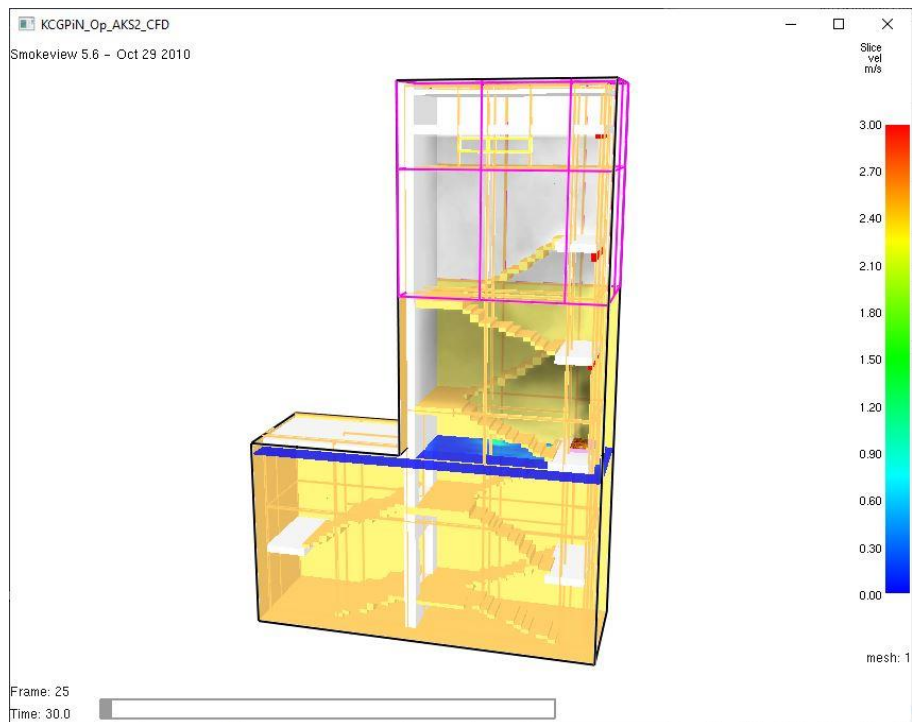 KCGPiN_Op_AKS2_CFD
Smokeview 5.6 - Oct 29 2010
Slice
vel
m/s
3.00
2.70
2.40
2.10
1.80
1.50
1.20
0.90
0.60
0.30
0.00
mesh: 1
Frame: 25
Time: 30.0